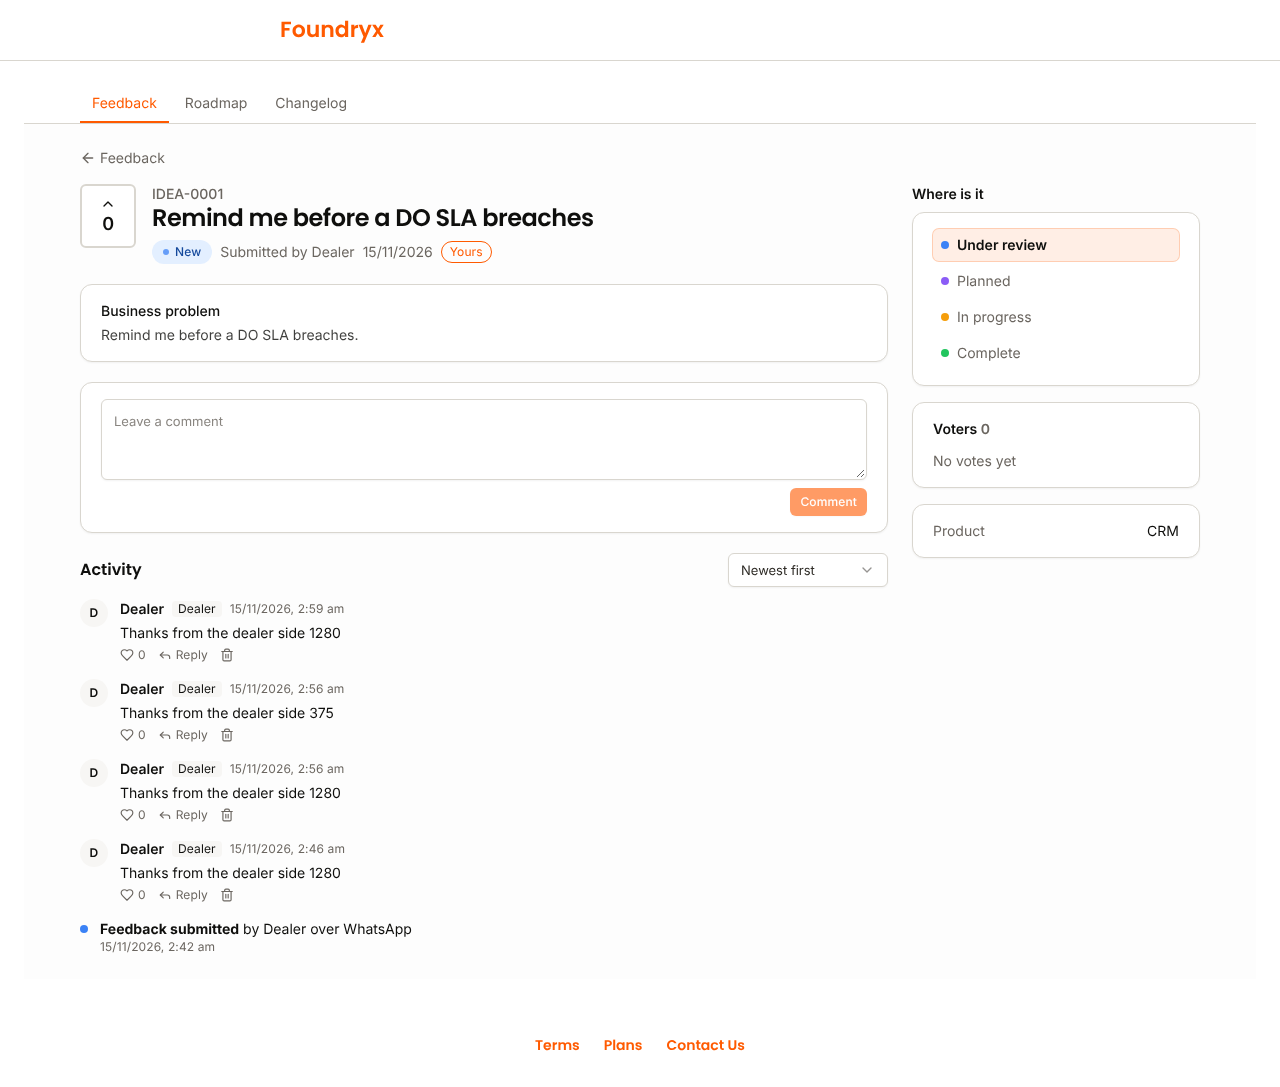 Foundryx
Feedback Roadmap Changelog
Feedback
0
IDEA-0001
Remind me before a DO SLA breaches
New Submitted by Dealer 15/11/2026 Yours
Business problem
Remind me before a DO SLA breaches.
Leave a comment
Comment
Activity
Newest first
D Dealer Dealer 15/11/2026, 2:59 am
Thanks from the dealer side 1280
0 Reply
D Dealer Dealer 15/11/2026, 2:56 am
Thanks from the dealer side 375
0 Reply
D Dealer Dealer 15/11/2026, 2:56 am
Thanks from the dealer side 1280
0 Reply
D Dealer Dealer 15/11/2026, 2:46 am
Thanks from the dealer side 1280
0 Reply
Feedback submitted by Dealer over WhatsApp
15/11/2026, 2:42 am
Where is it
Under review
Planned
In progress
Complete
Voters 0
No votes yet
Product CRM
Terms Plans Contact Us